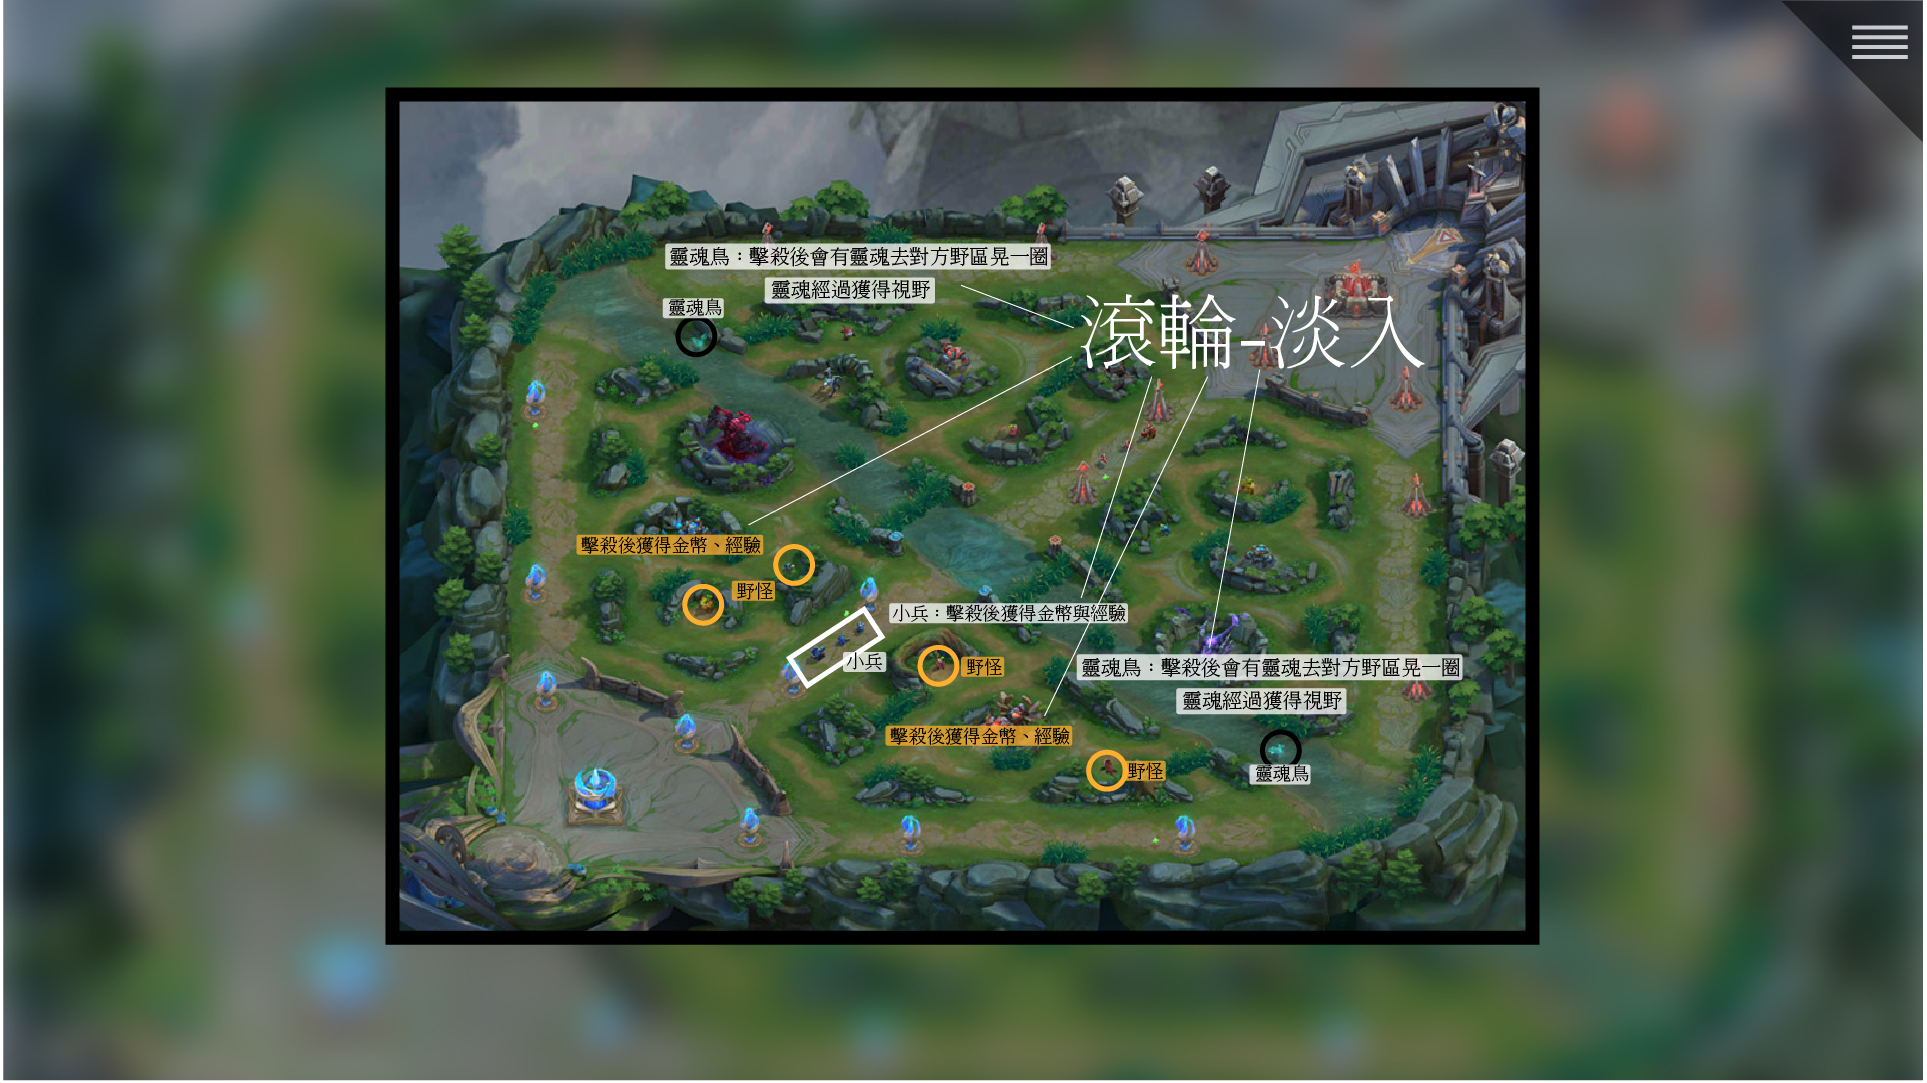 靈魂鳥：擊殺後會有靈魂去對方野區晃一圈
靈魂經過獲得視野
靈魂鳥
滾輪-淡入
擊殺後獲得金幣、經驗
野怪
小兵：擊殺後獲得金幣與經驗
小兵
野怪
靈魂鳥：擊殺後會有靈魂去對方野區晃一圈
靈魂經過獲得視野
擊殺後獲得金幣、經驗
野怪
靈魂鳥